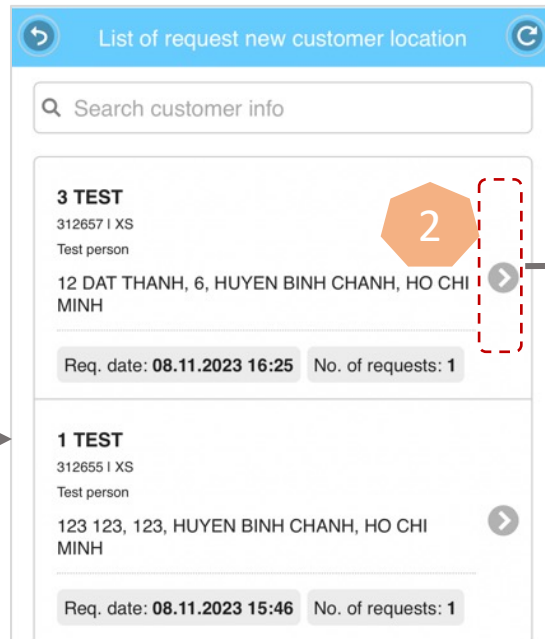 List of request new customer location
Search customer info
3 TEST
312657 I XS
Test person
12 DAT THANH, 6, HUYEN BINH CHANH, HO CHI
MINH
Req. date: 08.11.2023 16:25 No. of requests: 1
2
1 TEST
312655 I XS
Test person
123 123, 123, HUYEN BINH CHANH, HO CHI
MINH
Req. date: 08.11.2023 15:46 No. of requests: 1